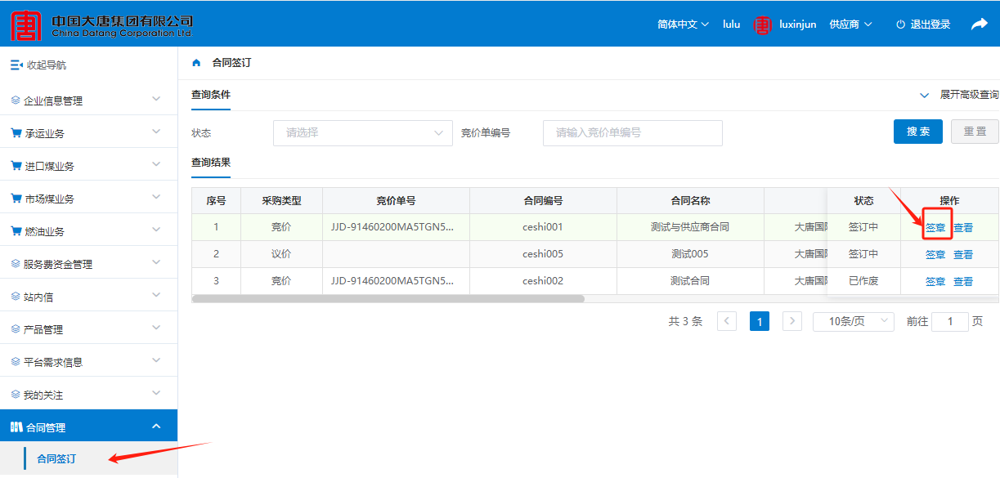 中国大唐集团有限公司
China Datang Corporation Ltd.
简体中文 lulu luxinjun 供应商 退出登录
收起导航
企业信息管理
承运业务
进口煤业务
市场煤业务
燃油业务
服务费资金管理
站内信
产品管理
平台需求信息
我的关注
合同管理
合同签订
合同签订
查询条件 展开高级查询
状态 请选择 竞价单编号 请输入竞价单编号 搜索 重置
查询结果
序号 采购类型 竞价单号 合同编号 合同名称 状态 操作
1 竞价 JJD-91460200MA5TGN5... ceshi001 测试与供应商合同 大唐国际 签订中 签章 查看
2 议价 ceshi005 测试005 大唐国际 签订中 签章 查看
3 竞价 JJD-91460200MA5TGN5... ceshi002 测试合同 大唐国际 已作废 签章 查看
共 3 条 1 10条/页 前往 1 页